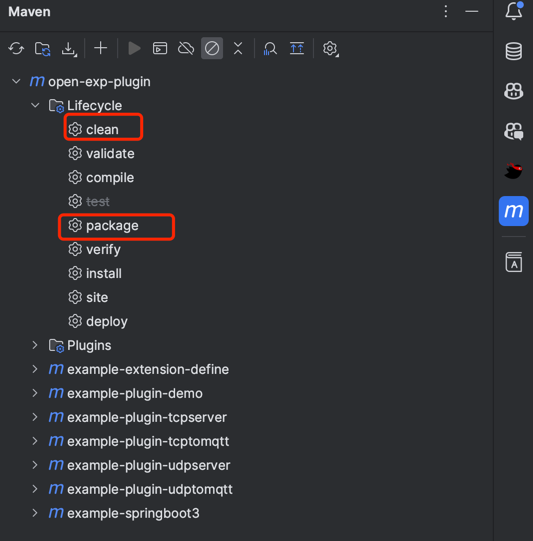 Maven
m open-exp-plugin
Lifecycle
clean
validate
compile
test
package
verify
install
site
deploy
Plugins
m example-extension-define
m example-plugin-demo
m example-plugin-tcpserver
m example-plugin-tcptomqtt
m example-plugin-udpserver
m example-plugin-udptomqtt
m example-springboot3
m
A